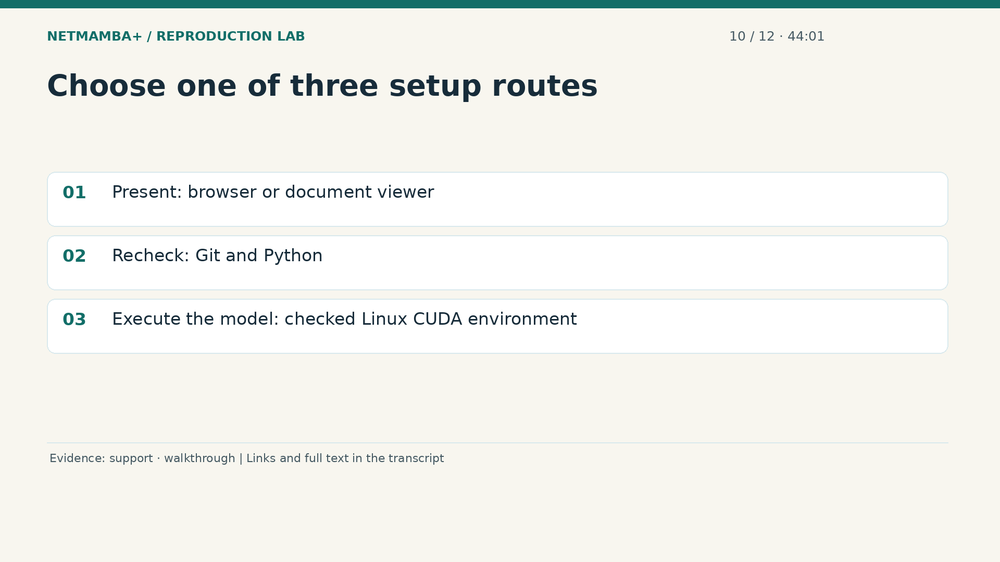 NETMAMBA+ / REPRODUCTION LAB
10 / 12 · 44:01
Choose one of three setup routes
01 Present: browser or document viewer
02 Recheck: Git and Python
03 Execute the model: checked Linux CUDA environment
Evidence: support · walkthrough | Links and full text in the transcript